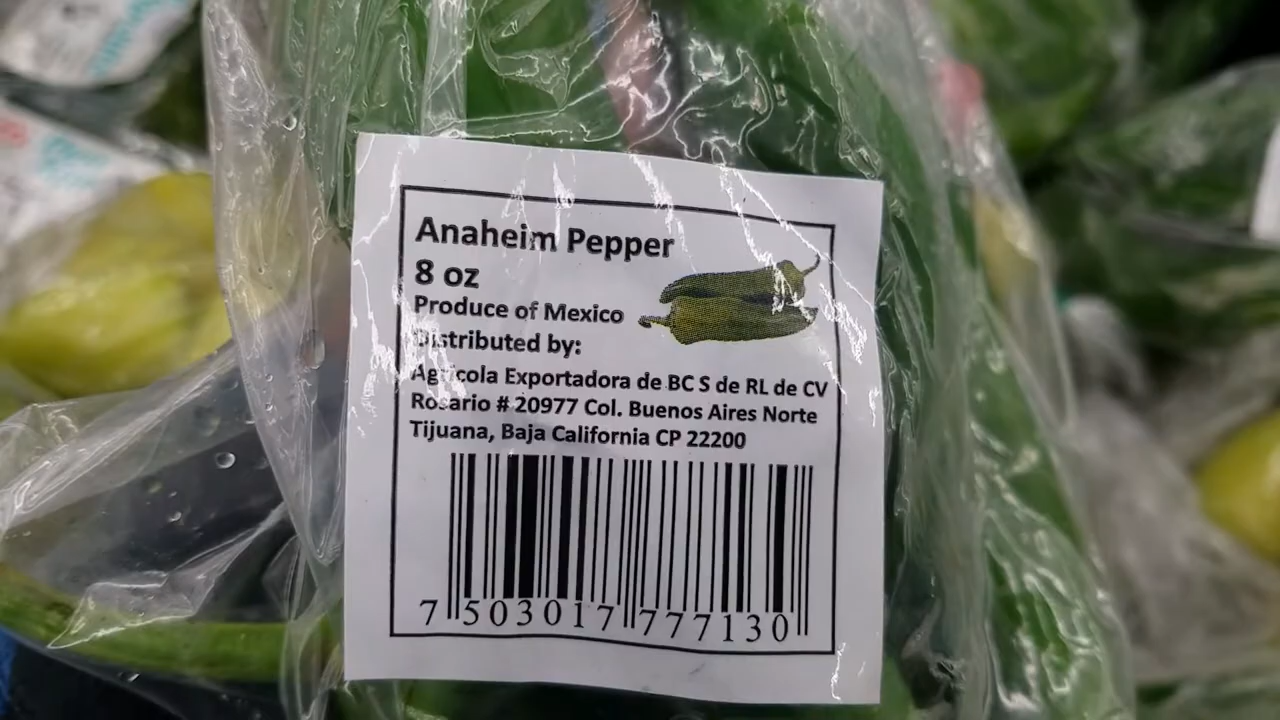 Anaheim Pepper
8 oz
Produce of Mexico
Distributed by:
Agricola Exportadora de BC S de RL de CV
Rosario # 20977 Col. Buenos Aires Norte
Tijuana, Baja California CP 22200
7 503017 777130